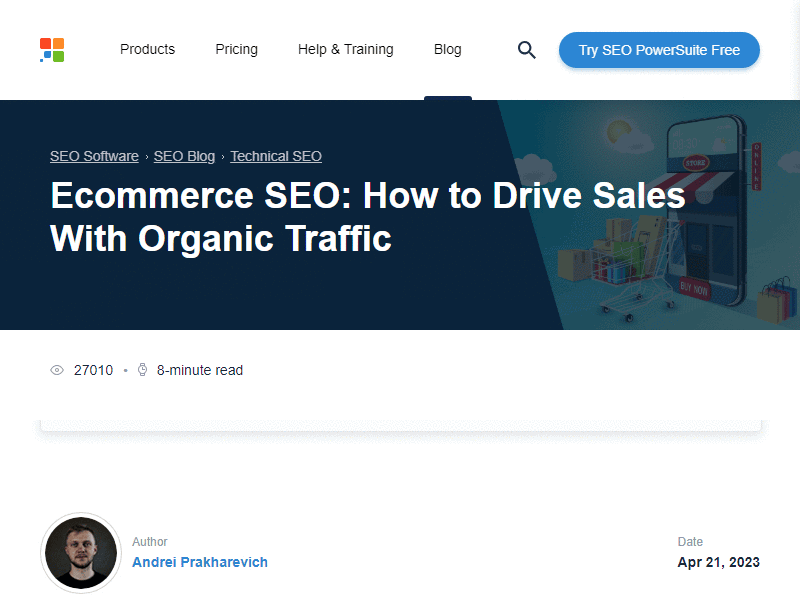 Products Pricing Help & Training Blog Try SEO PowerSuite Free
SEO Software › SEO Blog › Technical SEO
Ecommerce SEO: How to Drive Sales
With Organic Traffic
STORE
ONLINE
BUY NOW
27010 • 8-minute read
Author
Andrei Prakharevich
Date
Apr 21, 2023